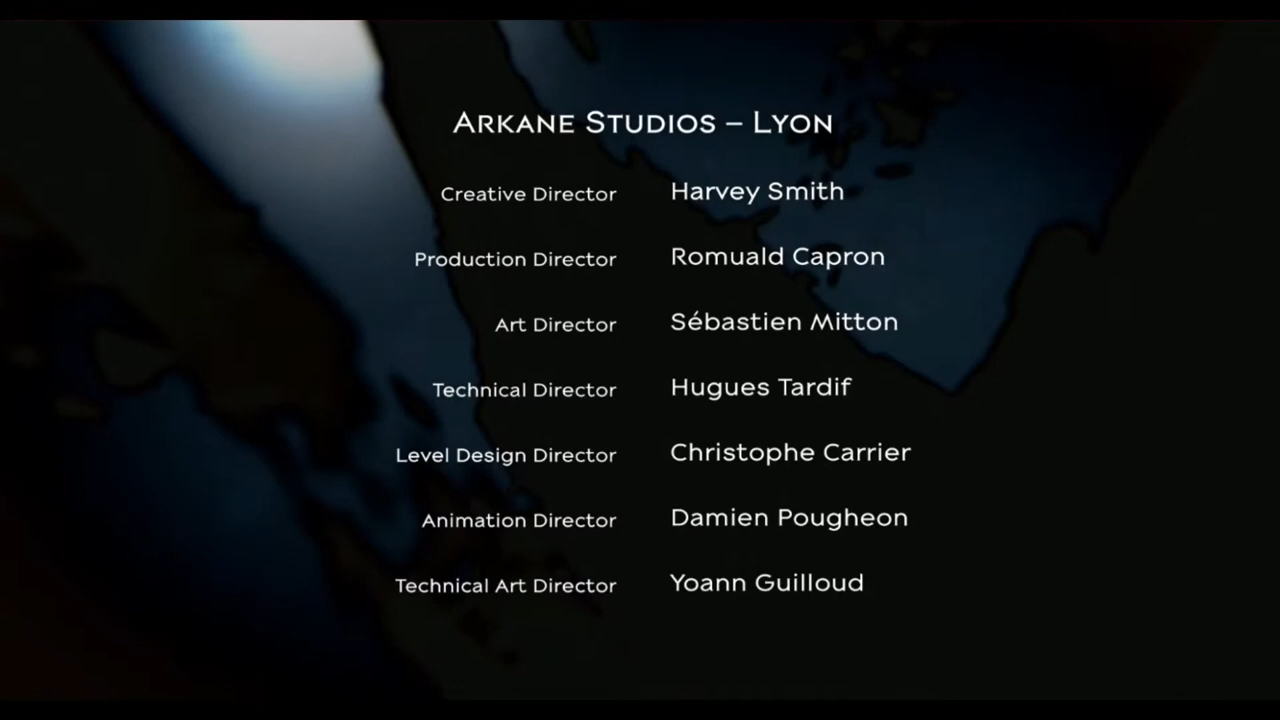 Arkane Studios – Lyon
Creative Director Harvey Smith
Production Director Romuald Capron
Art Director Sébastien Mitton
Technical Director Hugues Tardif
Level Design Director Christophe Carrier
Animation Director Damien Pougheon
Technical Art Director Yoann Guilloud